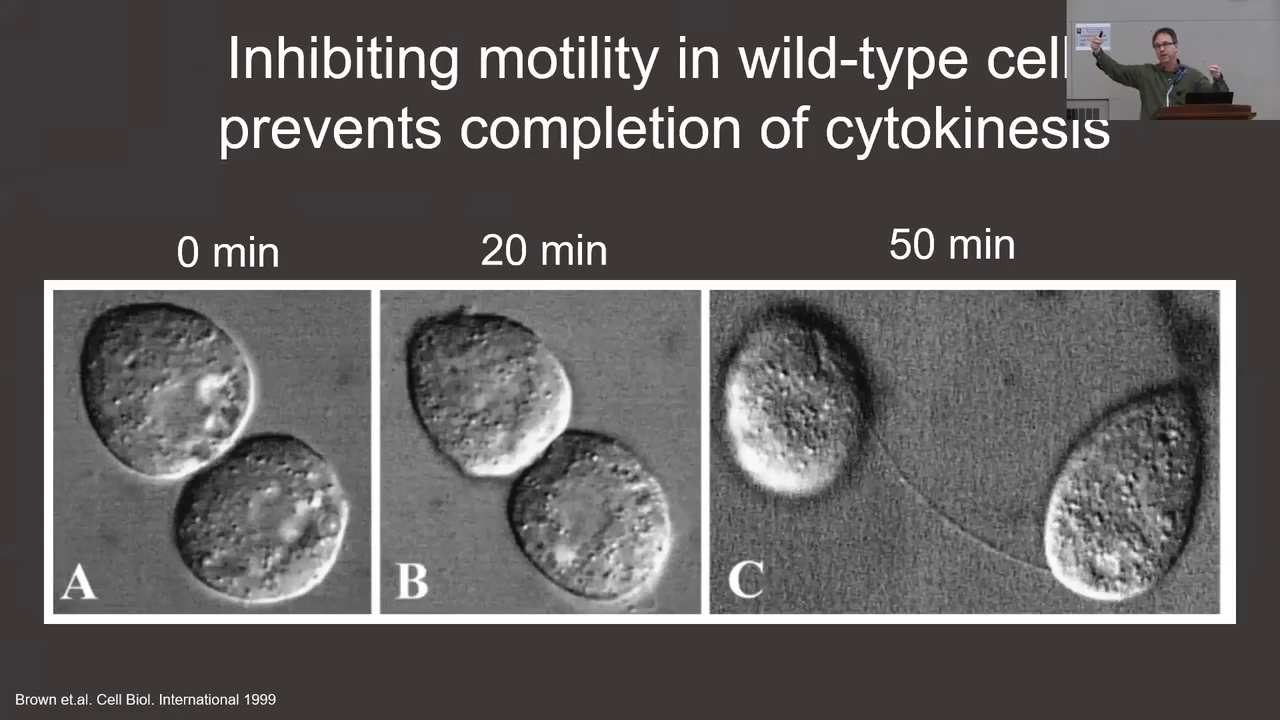 Inhibiting motility in wild-type cell
prevents completion of cytokinesis
0 min
20 min
50 min
A
B
C
Brown et.al. Cell Biol. International 1999